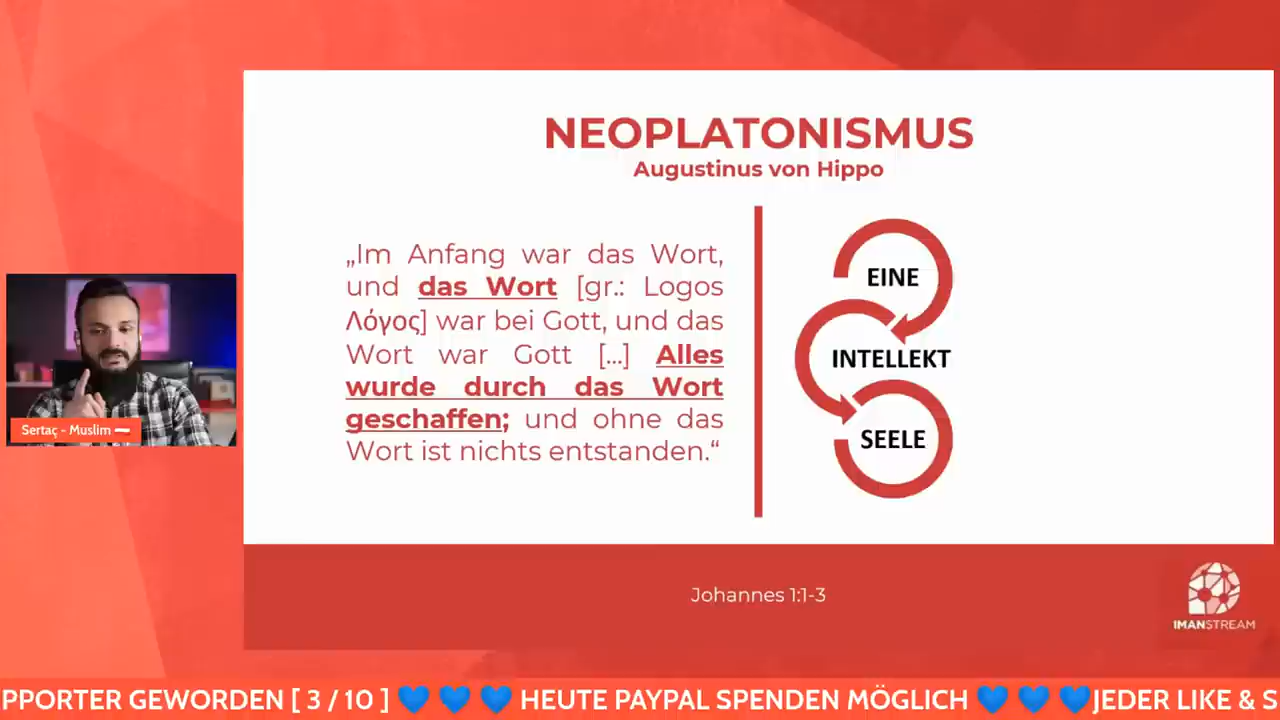 NEOPLATONISMUS
Augustinus von Hippo
„Im Anfang war das Wort,
und das Wort [gr.: Logos
Λόγος] war bei Gott, und das
Wort war Gott [...] Alles
wurde durch das Wort
geschaffen; und ohne das
Wort ist nichts entstanden.“
EINE
INTELLEKT
SEELE
Sertaç - Muslim
Johannes 1:1-3
IMANSTREAM
PPORTER GEWORDEN [ 3 / 10 ] 💙 💙 💙 HEUTE PAYPAL SPENDEN MÖGLICH 💙 💙 💙JEDER LIKE & S